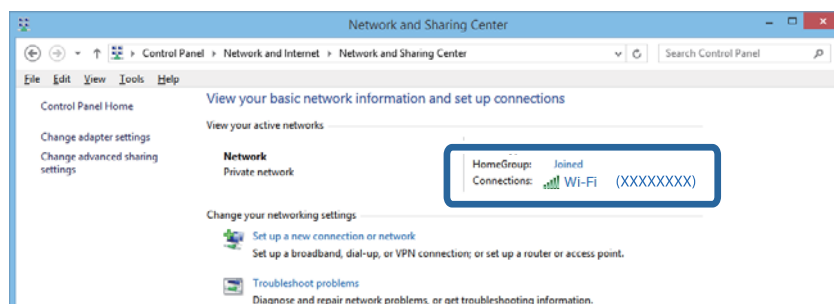 Network and Sharing Center
Control Panel Network and Internet Network and Sharing Center
Search Control Panel
File Edit View Tools Help
Control Panel Home
Change adapter settings
Change advanced sharing
settings
View your basic network information and set up connections
View your active networks
Network
Private network
HomeGroup: Joined
Connections: Wi-Fi (XXXXXXXX)
Change your networking settings
Set up a new connection or network
Set up a broadband, dial-up, or VPN connection; or set up a router or access point.
Troubleshoot problems
Diagnose and repair network problems, or get troubleshooting information.